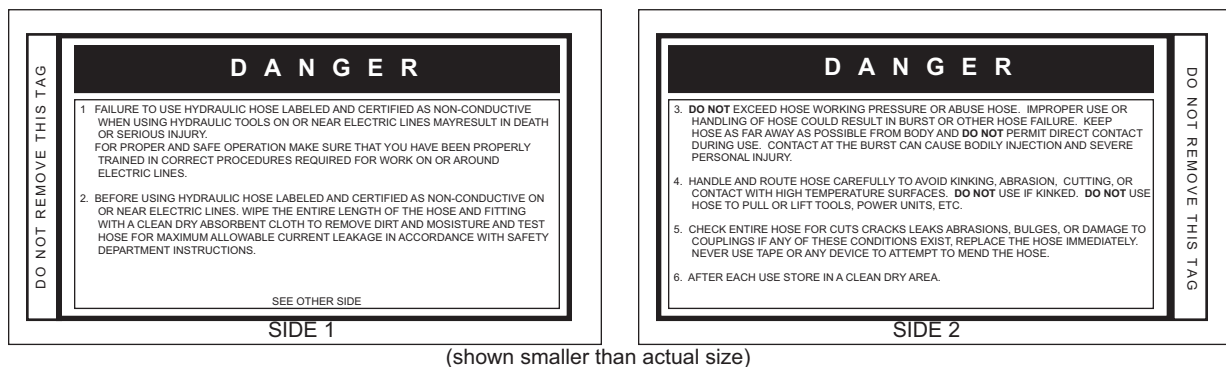 DO NOT REMOVE THIS TAG
D A N G E R
1 FAILURE TO USE HYDRAULIC HOSE LABELED AND CERTIFIED AS NON-CONDUCTIVE
WHEN USING HYDRAULIC TOOLS ON OR NEAR ELECTRIC LINES MAYRESULT IN DEATH
OR SERIOUS INJURY.
FOR PROPER AND SAFE OPERATION MAKE SURE THAT YOU HAVE BEEN PROPERLY
TRAINED IN CORRECT PROCEDURES REQUIRED FOR WORK ON OR AROUND
ELECTRIC LINES.
2. BEFORE USING HYDRAULIC HOSE LABELED AND CERTIFIED AS NON-CONDUCTIVE ON
OR NEAR ELECTRIC LINES. WIPE THE ENTIRE LENGTH OF THE HOSE AND FITTING
WITH A CLEAN DRY ABSORBENT CLOTH TO REMOVE DIRT AND MOSISTURE AND TEST
HOSE FOR MAXIMUM ALLOWABLE CURRENT LEAKAGE IN ACCORDANCE WITH SAFETY
DEPARTMENT INSTRUCTIONS.
SEE OTHER SIDE
SIDE 1
D A N G E R
3. DO NOT EXCEED HOSE WORKING PRESSURE OR ABUSE HOSE. IMPROPER USE OR
HANDLING OF HOSE COULD RESULT IN BURST OR OTHER HOSE FAILURE. KEEP
HOSE AS FAR AWAY AS POSSIBLE FROM BODY AND DO NOT PERMIT DIRECT CONTACT
DURING USE. CONTACT AT THE BURST CAN CAUSE BODILY INJECTION AND SEVERE
PERSONAL INJURY.
4. HANDLE AND ROUTE HOSE CAREFULLY TO AVOID KINKING, ABRASION, CUTTING, OR
CONTACT WITH HIGH TEMPERATURE SURFACES. DO NOT USE IF KINKED. DO NOT USE
HOSE TO PULL OR LIFT TOOLS, POWER UNITS, ETC.
5. CHECK ENTIRE HOSE FOR CUTS CRACKS LEAKS ABRASIONS, BULGES, OR DAMAGE TO
COUPLINGS IF ANY OF THESE CONDITIONS EXIST, REPLACE THE HOSE IMMEDIATELY.
NEVER USE TAPE OR ANY DEVICE TO ATTEMPT TO MEND THE HOSE.
6. AFTER EACH USE STORE IN A CLEAN DRY AREA.
DO NOT REMOVE THIS TAG
SIDE 2
(shown smaller than actual size)